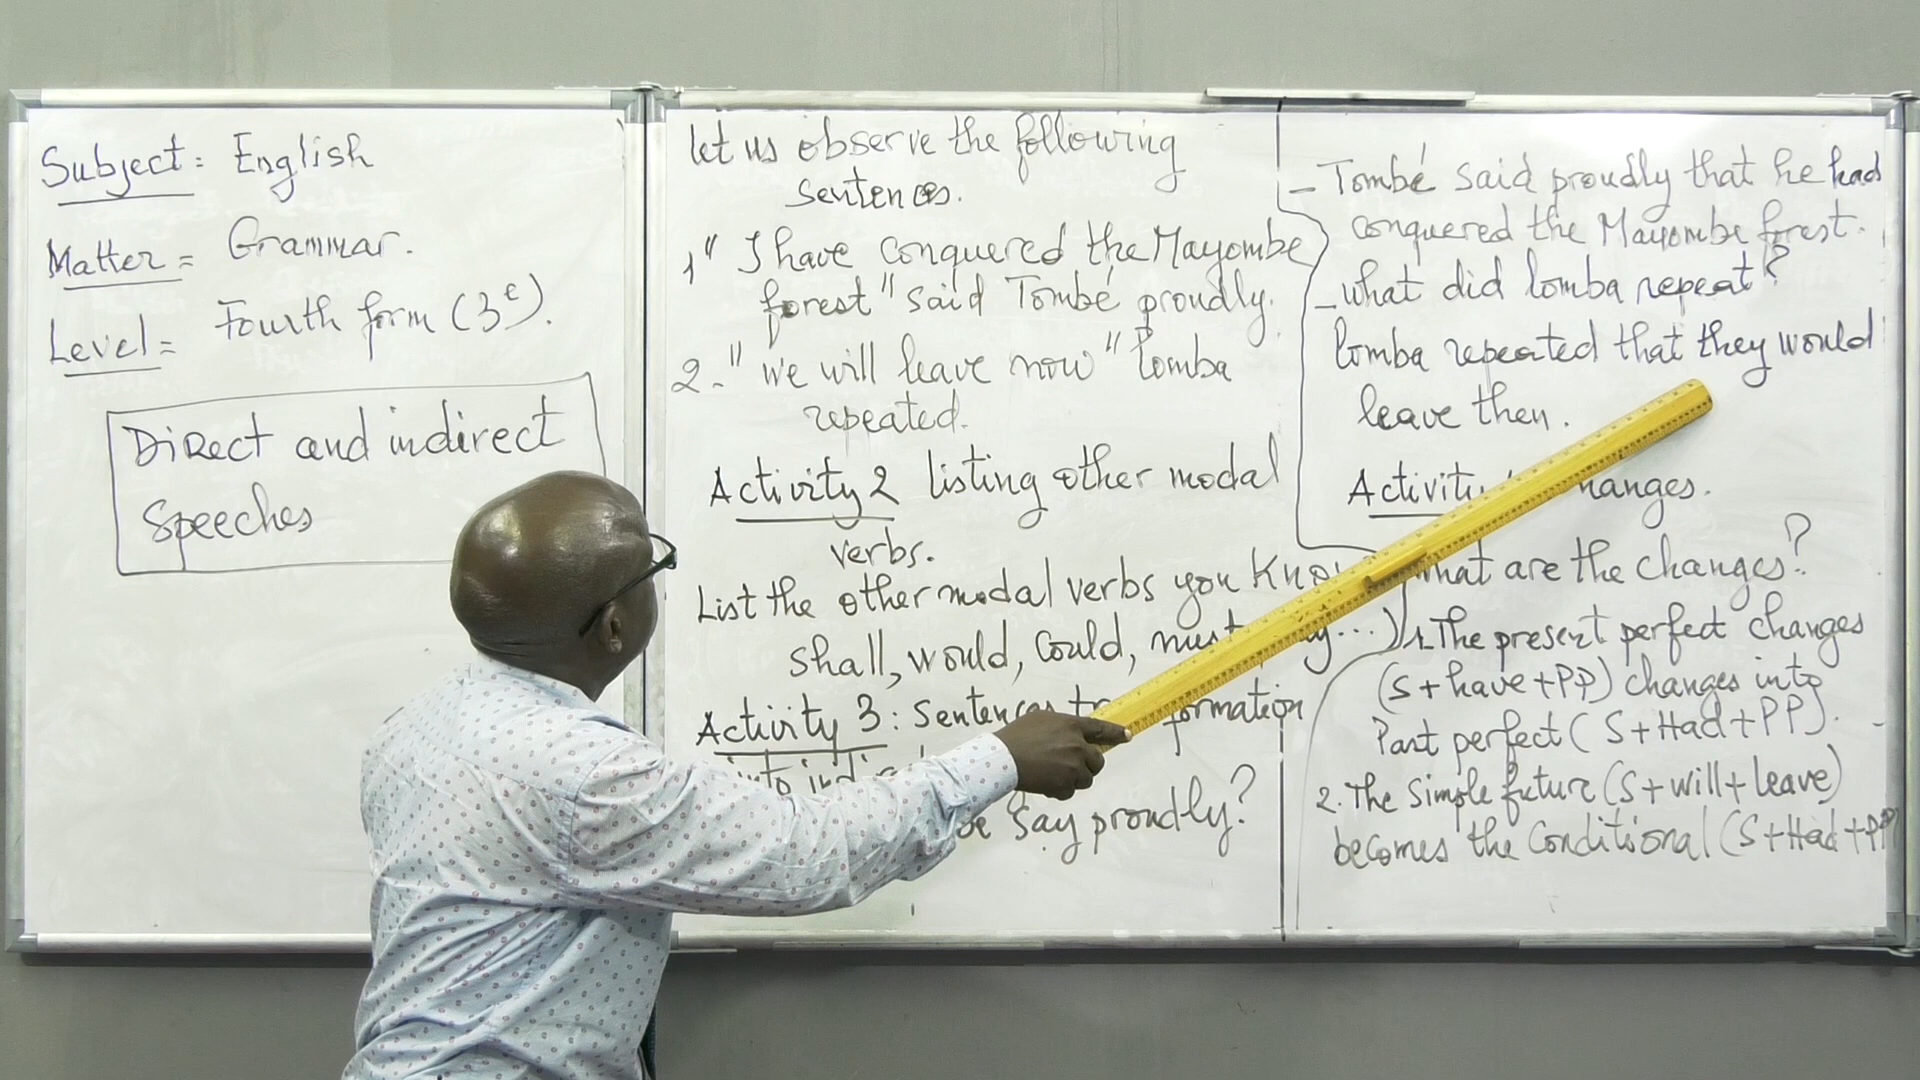 Subject: English
Matter = Grammar.
Level = Fourth form (3e).
Direct and indirect
Speeches
let us observe the following
sentences.
1" I have conquered the Mayombe
forest" said Tombé proudly.
2-" we will leave now" lomba
repeated.
Activity 2 listing other modal
verbs.
List the other modal verbs you
shall, would, could, must
Activity 3: Sentences
into
say proudly?
- Tombé said proudly that he had
conquered the Mayombe forest.
- what did lomba repeat?
lomba repeated that they would
leave then.
are the changes?
1. The present perfect changes
(S+have+PP) changes into
Past perfect (S+Had+PP).
2. The Simple future (S+will+leave)
becomes the conditional (S+Had+PP)